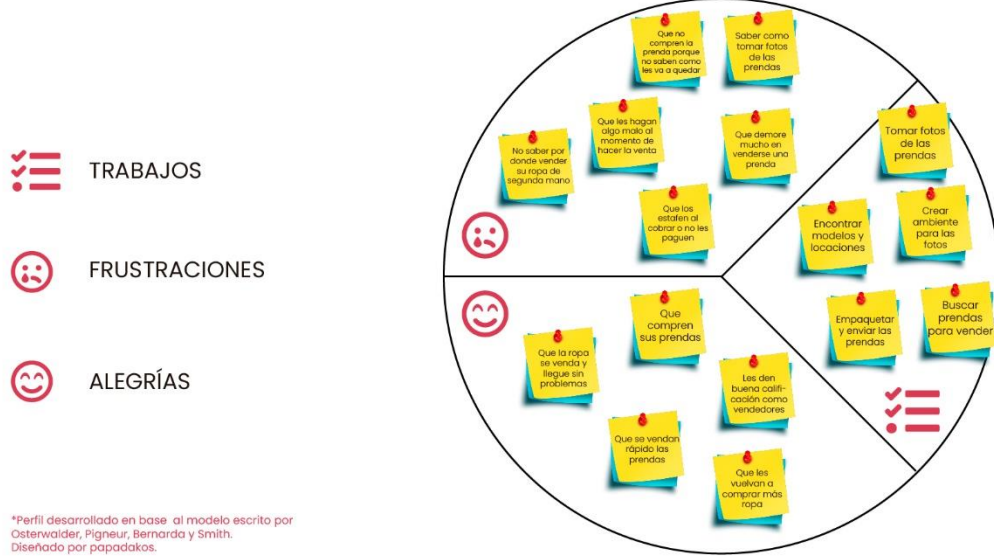 TRABAJOS
FRUSTRACIONES
ALEGRÍAS
*Perfil desarrollado en base al modelo escrito por
Osterwalder, Pigneur, Bernarda y Smith.
Diseñado por papadakos.
Que no
compren la
prenda porque
no saben como
les va a quedar
Saber como
tomar fotos
de las
prendas
Que les hagan
algo malo al
momento de
hacer la venta
Que demore
mucho en
venderse una
prenda
No saber por
donde vender
su ropa de
segunda mano
Que los
estafen al
cobrar o no les
paguen
Tomar fotos
de las
prendas
Encontrar
modelos y
locaciones
Crear
ambiente
para las
fotos
Empaquetar
y enviar las
prendas
Buscar
prendas
para vender
Que
compren
sus prendas
Que la ropa
se venda y
llegue sin
problemas
Les den
buena califi-
cación como
vendedores
Que se vendan
rápido las
prendas
Que les
vuelvan a
comprar más
ropa